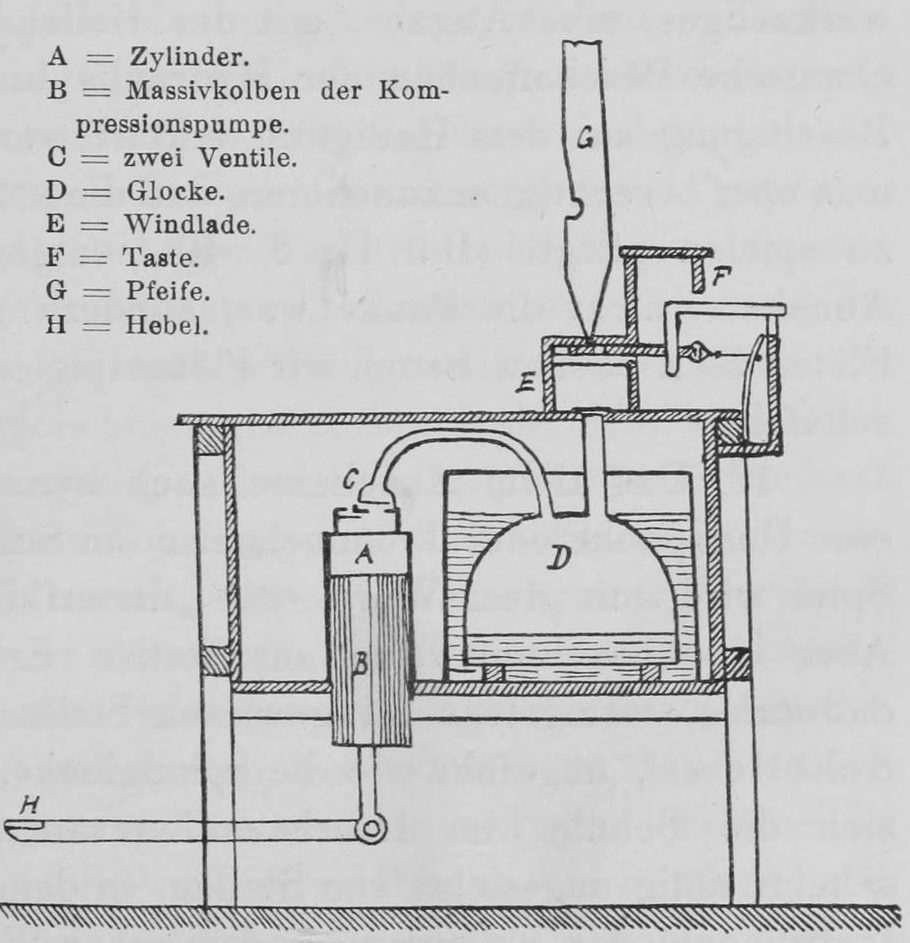 A = Zylinder.
B = Massivkolben der Kom-
pressionspumpe.
C = zwei Ventile.
D = Glocke.
E = Windlade.
F = Taste.
G = Pfeife.
H = Hebel.
G
F
E
C
D
A
B
H